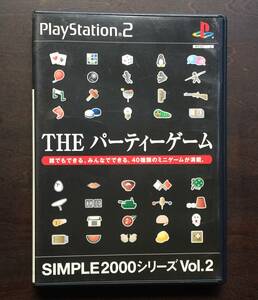 PlayStation 2
THE パーティーゲーム
誰でもできる、みんなでできる、40種類のミニゲームが満載。
SIMPLE2000シリーズ Vol.2